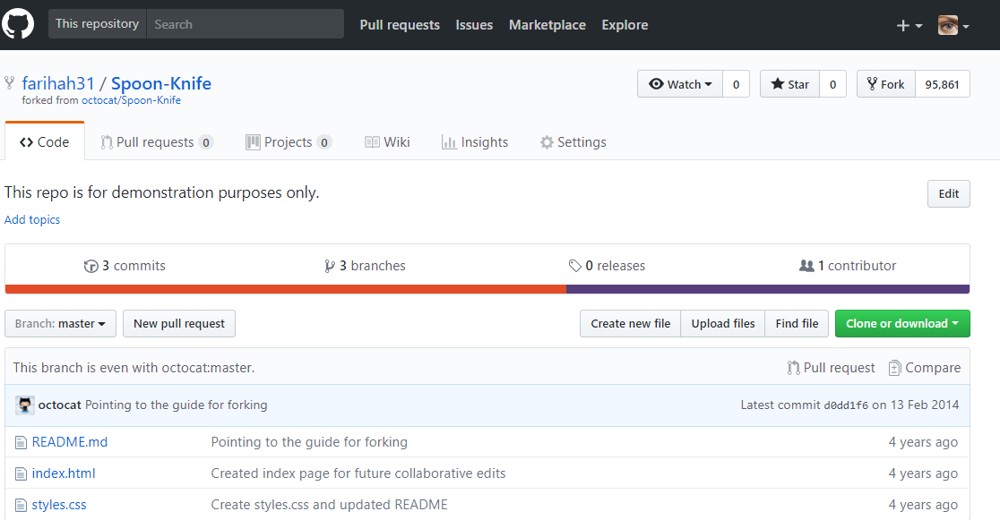 This repository Search Pull requests Issues Marketplace Explore
farihah31 / Spoon-Knife Watch 0 Star 0 Fork 95,861
forked from octocat/Spoon-Knife
Code Pull requests 0 Projects 0 Wiki Insights Settings
This repo is for demonstration purposes only. Edit
Add topics
3 commits 3 branches 0 releases 1 contributor
Branch: master New pull request Create new file Upload files Find file Clone or download
This branch is even with octocat:master. Pull request Compare
octocat Pointing to the guide for forking Latest commit d0dd1f6 on 13 Feb 2014
README.md Pointing to the guide for forking 4 years ago
index.html Created index page for future collaborative edits 4 years ago
styles.css Create styles.css and updated README 4 years ago